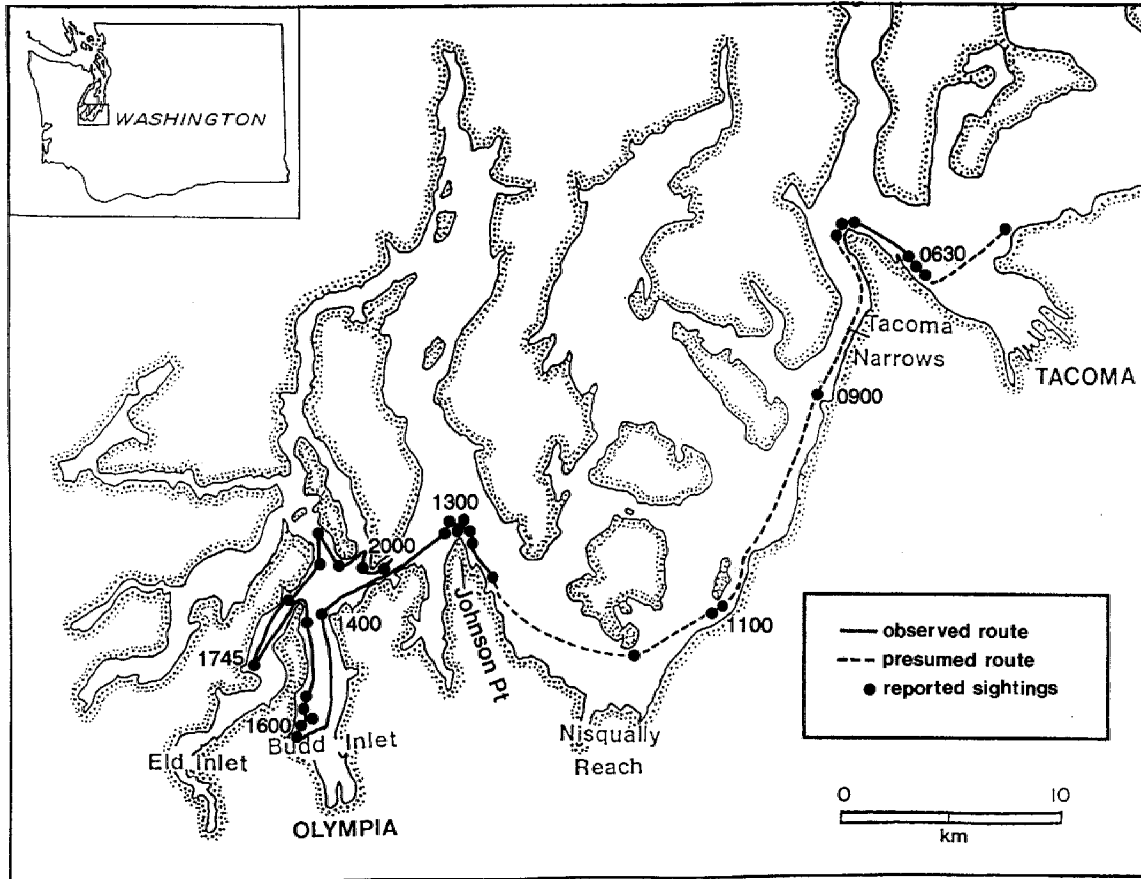 WASHINGTON
0630
Tacoma
Narrows
TACOMA
0900
1300
2000
1400
Johnson Pt
1100
1745
1600
Budd Inlet
Eld Inlet
Nisqually
Reach
OLYMPIA
observed route
presumed route
reported sightings
0 10
km